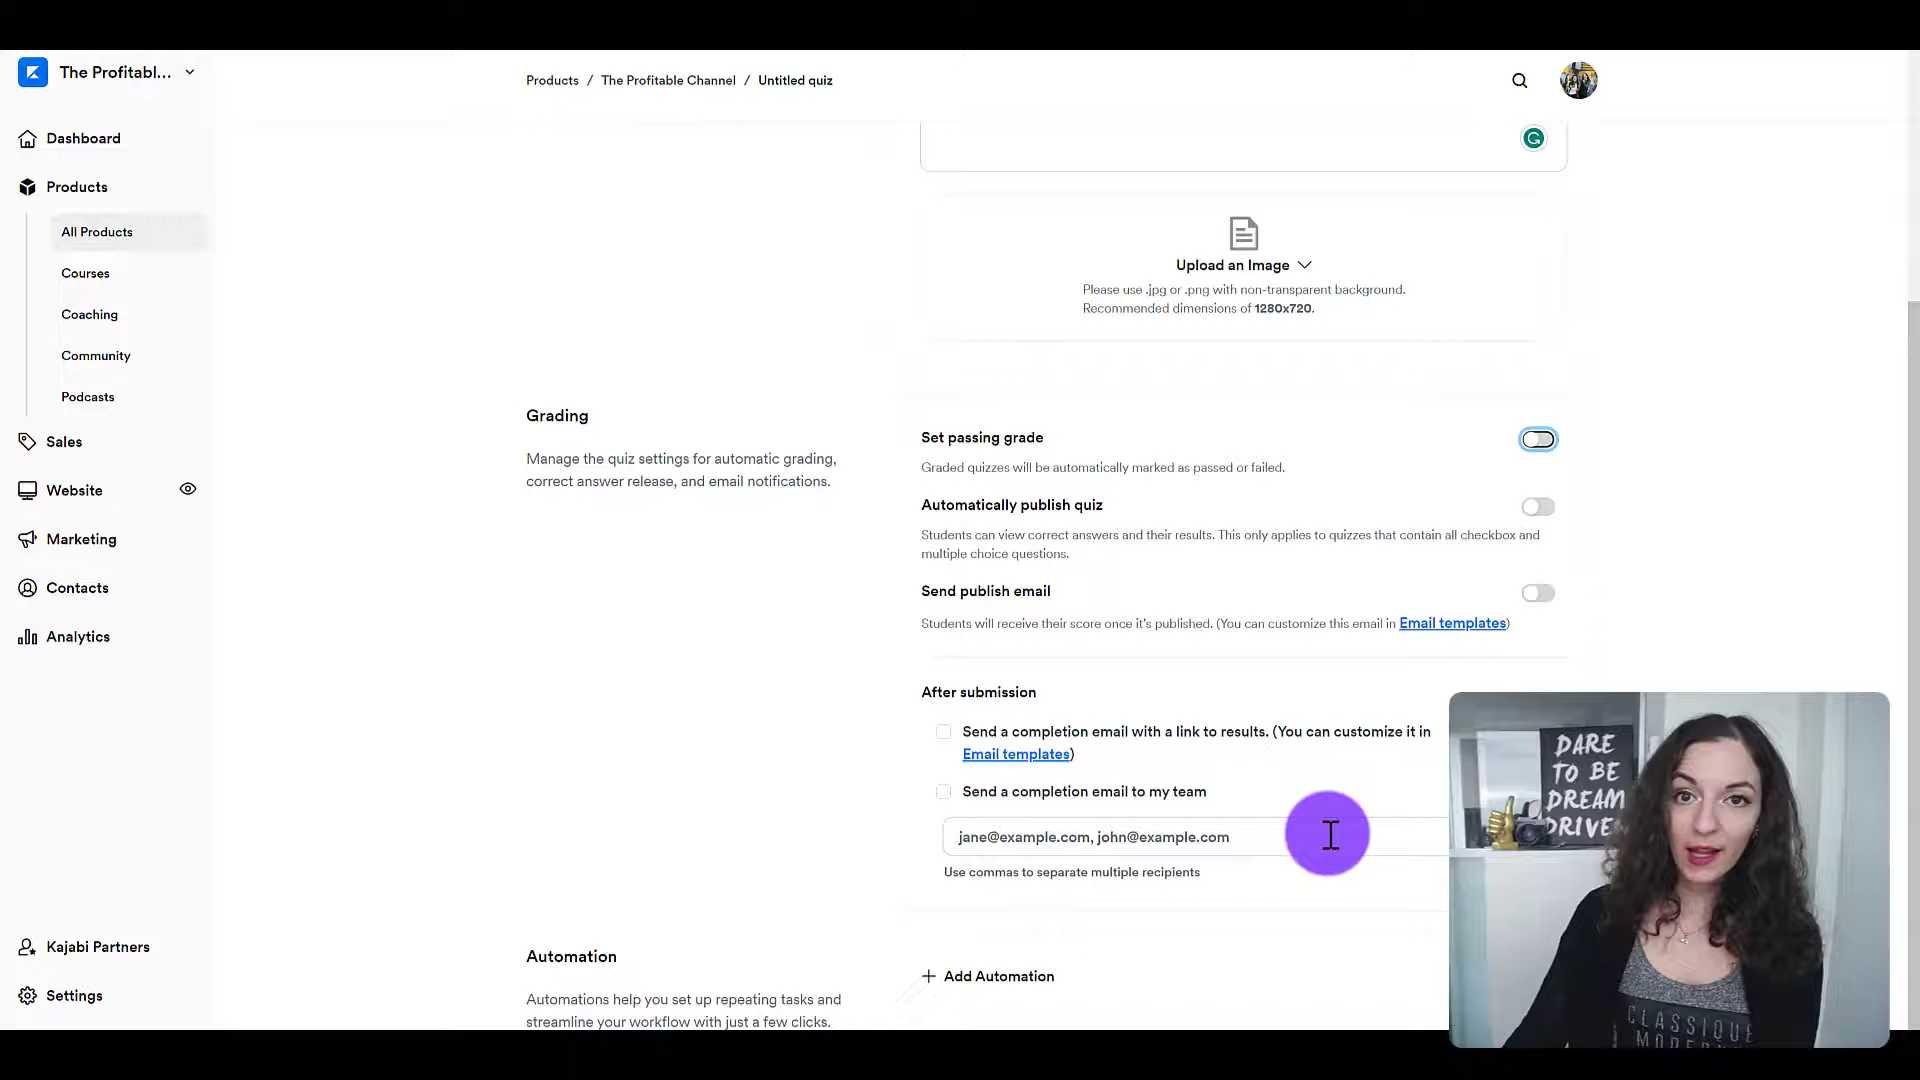 The Profitabl...
Products / The Profitable Channel / Untitled quiz
Dashboard
Products
All Products
Courses
Coaching
Community
Podcasts
Sales
Website
Marketing
Contacts
Analytics
Kajabi Partners
Settings
Upload an Image
Please use .jpg or .png with non-transparent background.
Recommended dimensions of 1280x720.
Grading
Manage the quiz settings for automatic grading,
correct answer release, and email notifications.
Set passing grade
Graded quizzes will be automatically marked as passed or failed.
Automatically publish quiz
Students can view correct answers and their results. This only applies to quizzes that contain all checkbox and
multiple choice questions.
Send publish email
Students will receive their score once it's published. (You can customize this email in Email templates)
After submission
Send a completion email with a link to results. (You can customize it in
Email templates)
Send a completion email to my team
jane@example.com, john@example.com
Use commas to separate multiple recipients
Automation
Automations help you set up repeating tasks and
streamline your workflow with just a few clicks.
+ Add Automation
DARE
TO BE
DREAM
DRIVE
CLASSIQUE